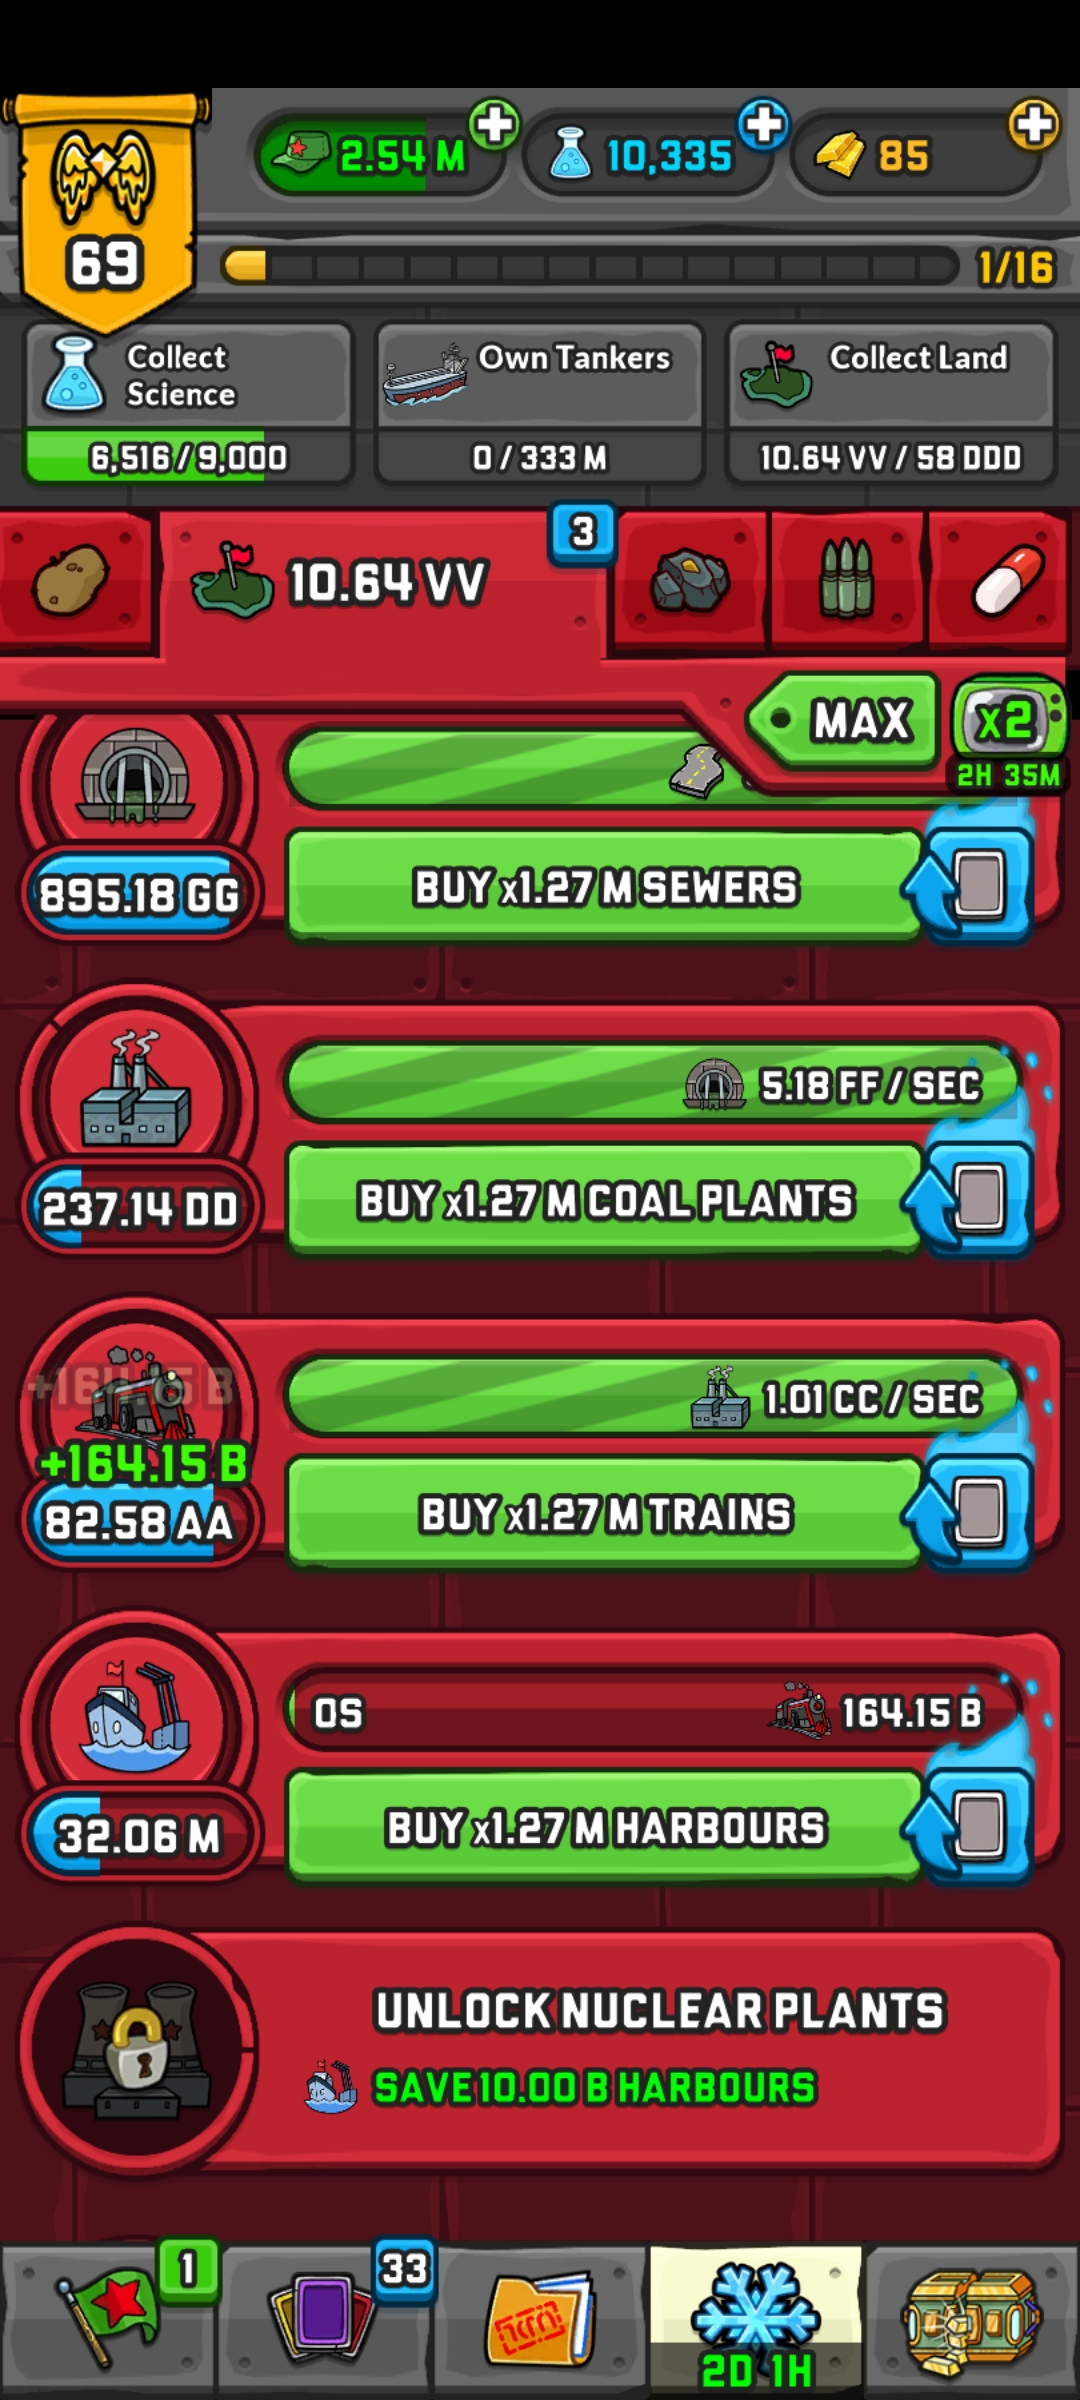 2.54 M
10,335
85
69
1/16
Collect
Science
6,516/9,000
Own Tankers
0/333 M
Collect Land
10.64 VV/58 DDD
10.64 VV
3
MAX
x2
2H 35M
895.18 GG
BUY x1.27 M SEWERS
5.18 FF/SEC
237.14 DD
BUY x1.27 M COAL PLANTS
+164.15 B
1.01 CC/SEC
+164.15 B
82.58 AA
BUY x1.27 M TRAINS
0S
164.15 B
32.06 M
BUY x1.27 M HARBOURS
UNLOCK NUCLEAR PLANTS
SAVE 10.00 B HARBOURS
1
33
2D 1H